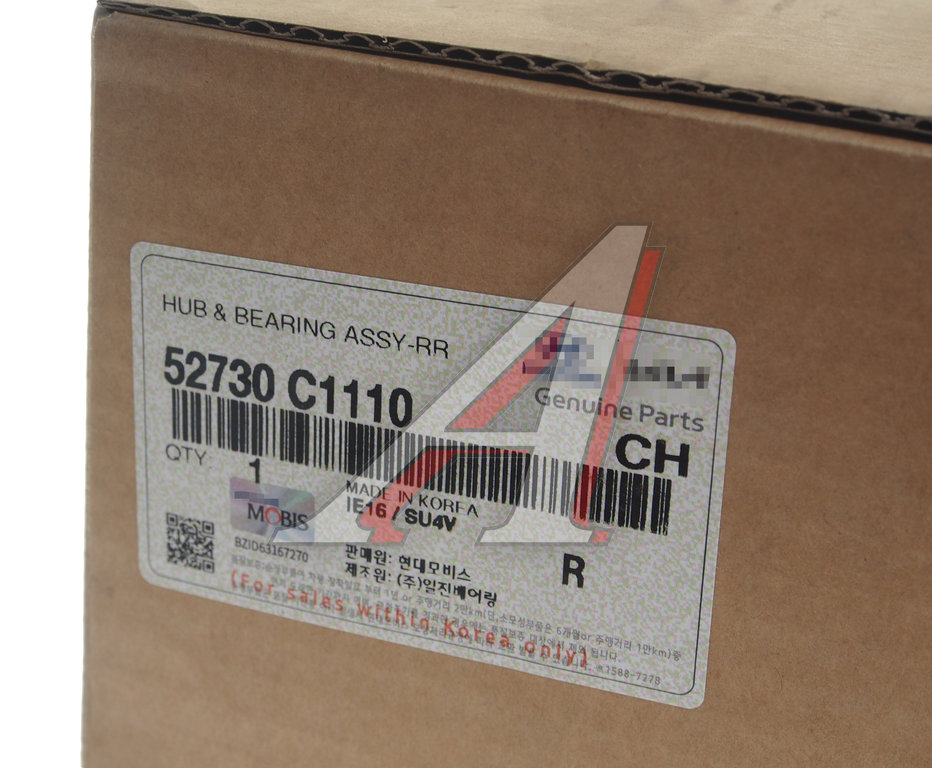 HUB & BEARING ASSY-RR
52730 C1110
Genuine Parts
CH
QTY
1
MADE IN KOREA
IE16 / SU4V
MOBIS
BZID63167270
판매원: 현대모비스
제조원: (주)일진베어링
R
(For sales within Korea only)
1588-7278